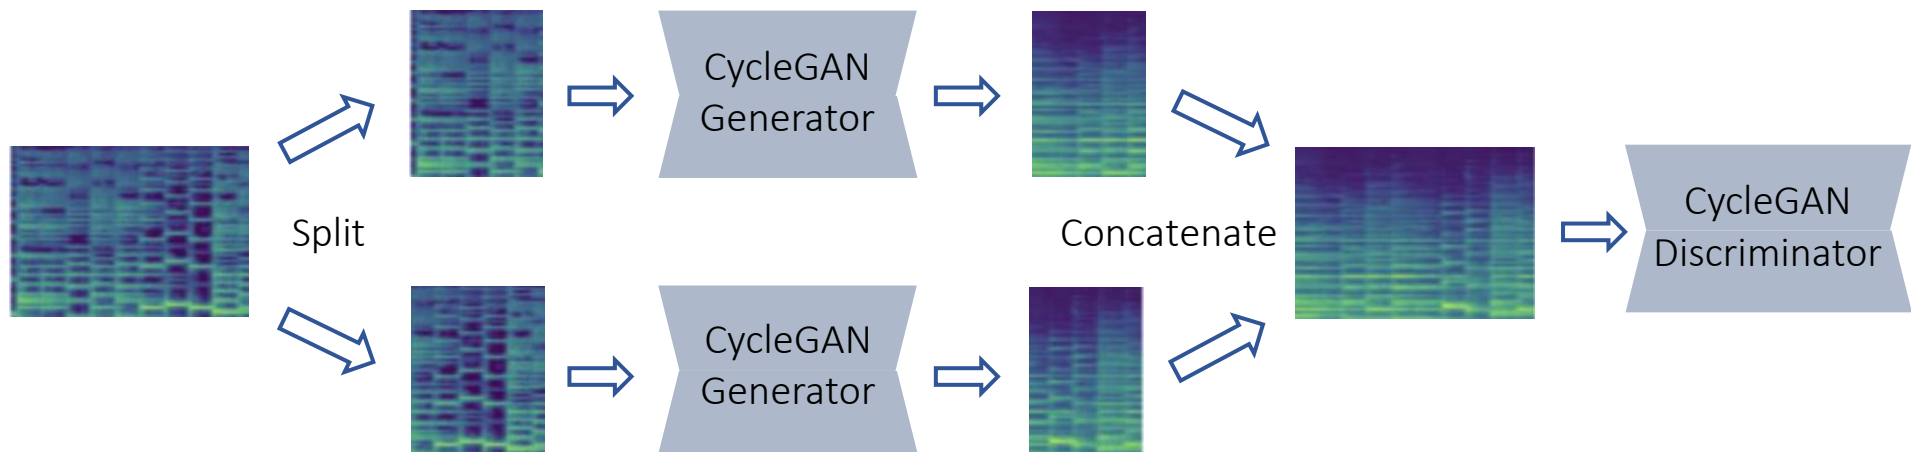 CycleGAN
Generator
Split
Concatenate
CycleGAN
Discriminator
CycleGAN
Generator